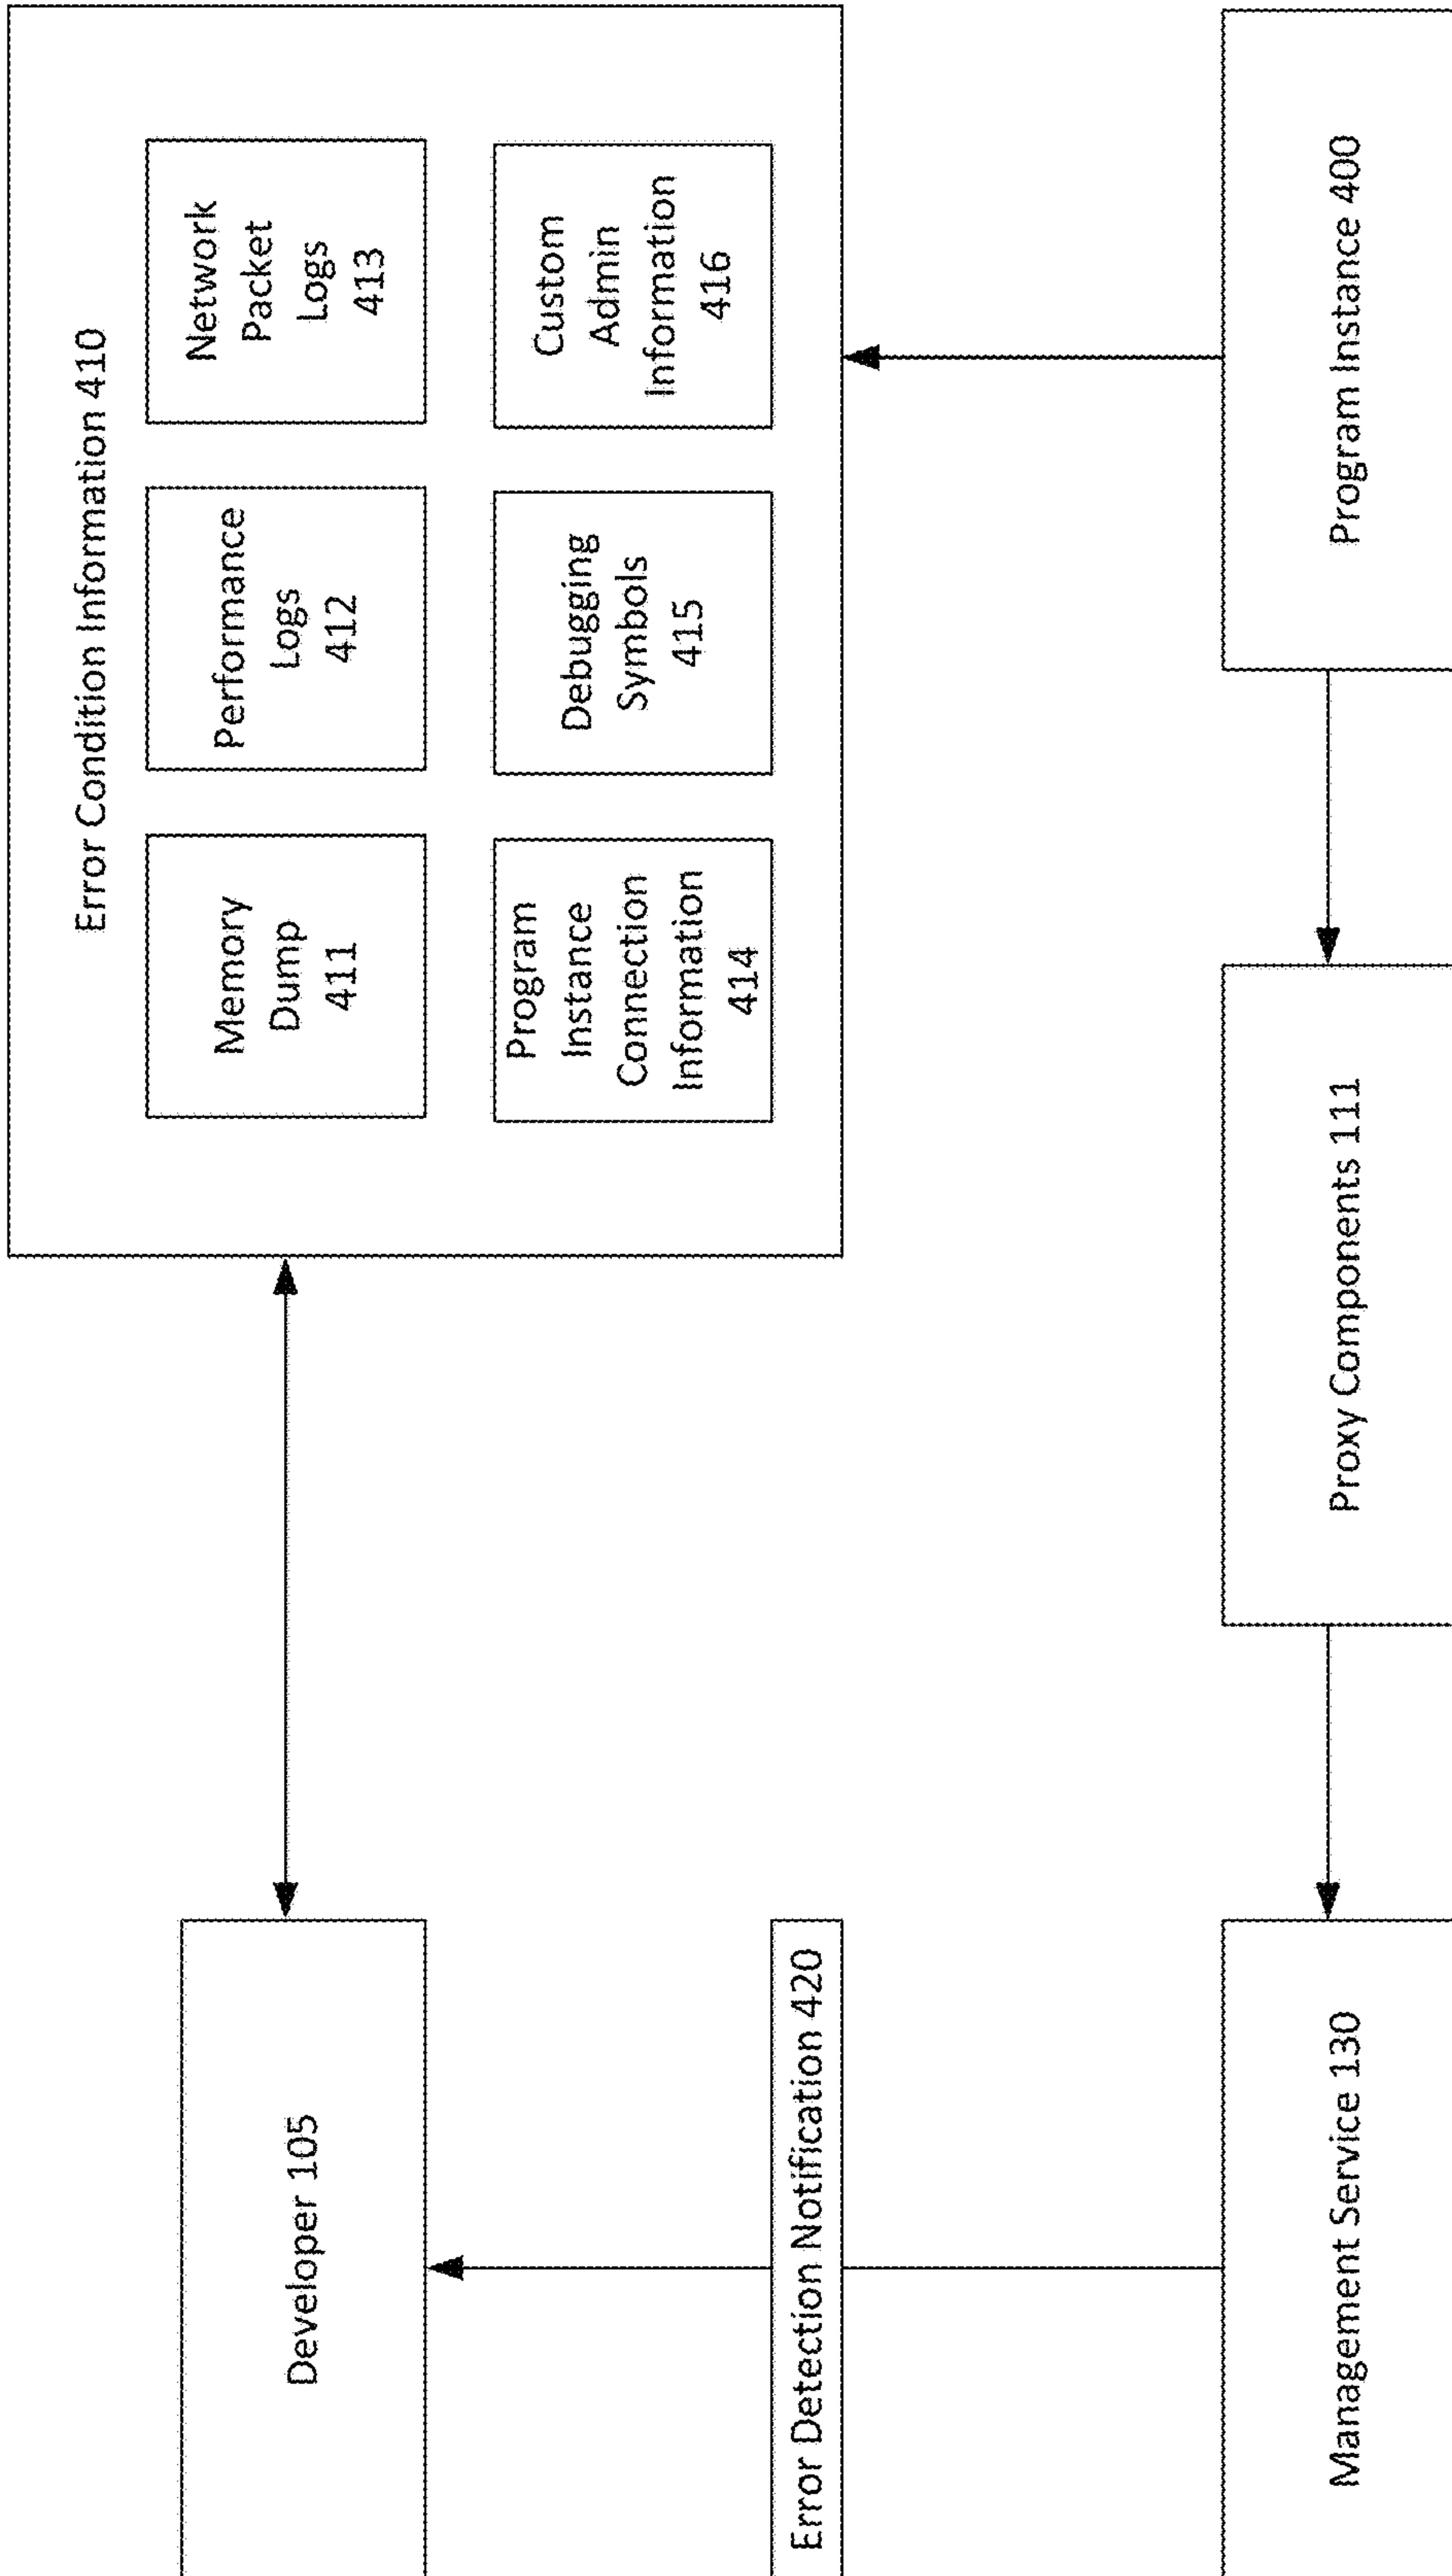 Error Condition Information 410
Memory
Dump
411
Performance
Logs
412
Network
Packet
Logs
413
Program
Instance
Connection
Information
414
Debugging
Symbols
415
Custom
Admin
Information
416
Developer 105
Error Detection Notification 420
Management Service 130
Proxy Components 111
Program Instance 400